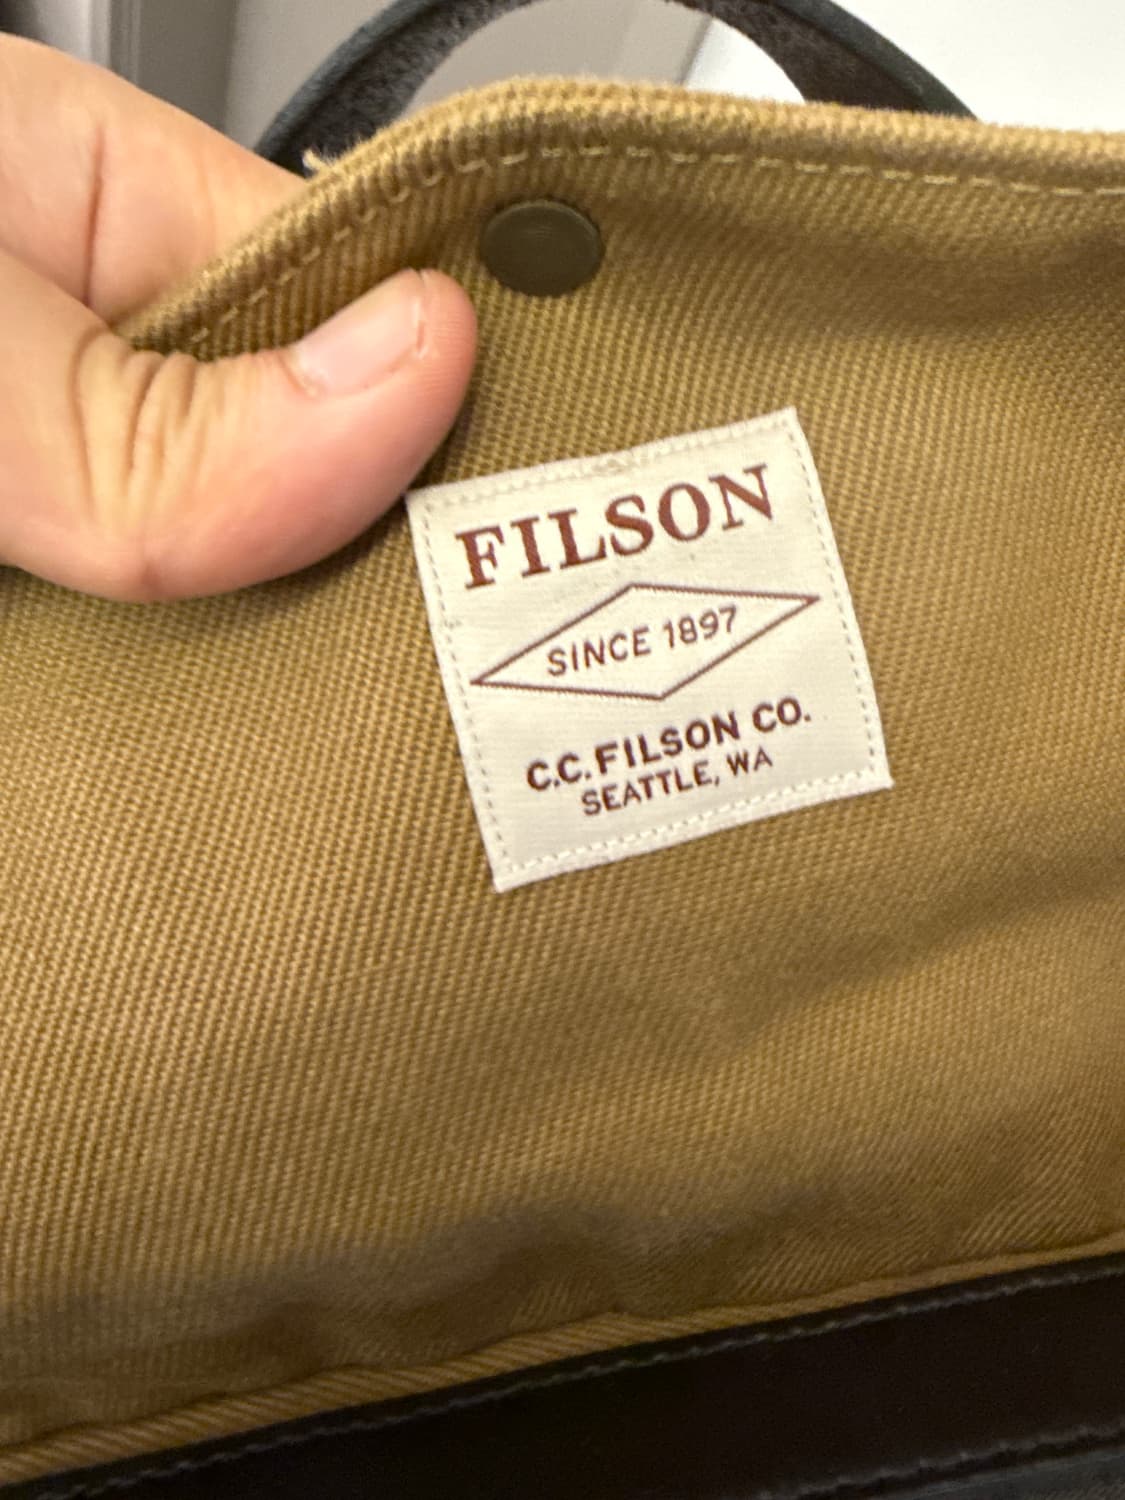 FILSON
SINCE 1897
C.C. FILSON CO.
SEATTLE, WA